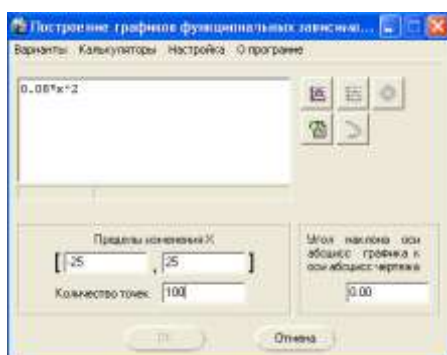 Построение графиков функциональных зависимо...
Варианты Калькуляторы Настройка О программе
0.08*x^2
Пределы изменения X
[ 25 , 25 ]
Количество точек 100
Угол наклона оси
абсцисс графика к
оси абсцисс чертежа
0.00
Отмена